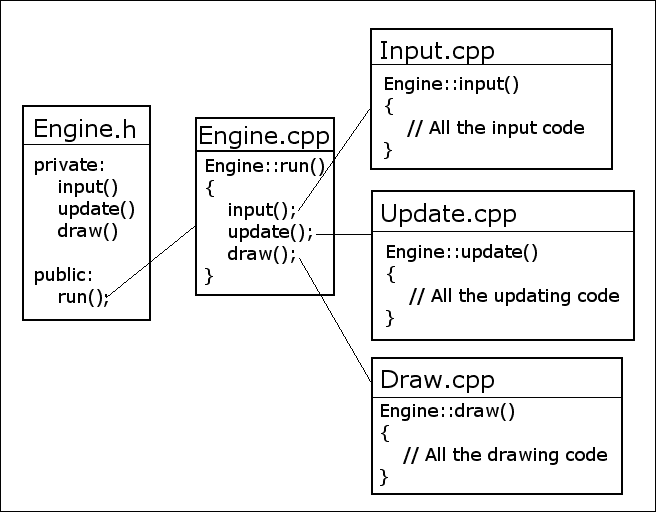 Engine.h
private:
input()
update()
draw()
public:
run();
Engine.cpp
Engine::run()
{
input();
update();
draw();
}
Input.cpp
Engine::input()
{
// All the input code
}
Update.cpp
Engine::update()
{
// All the updating code
}
Draw.cpp
Engine::draw()
{
// All the drawing code
}